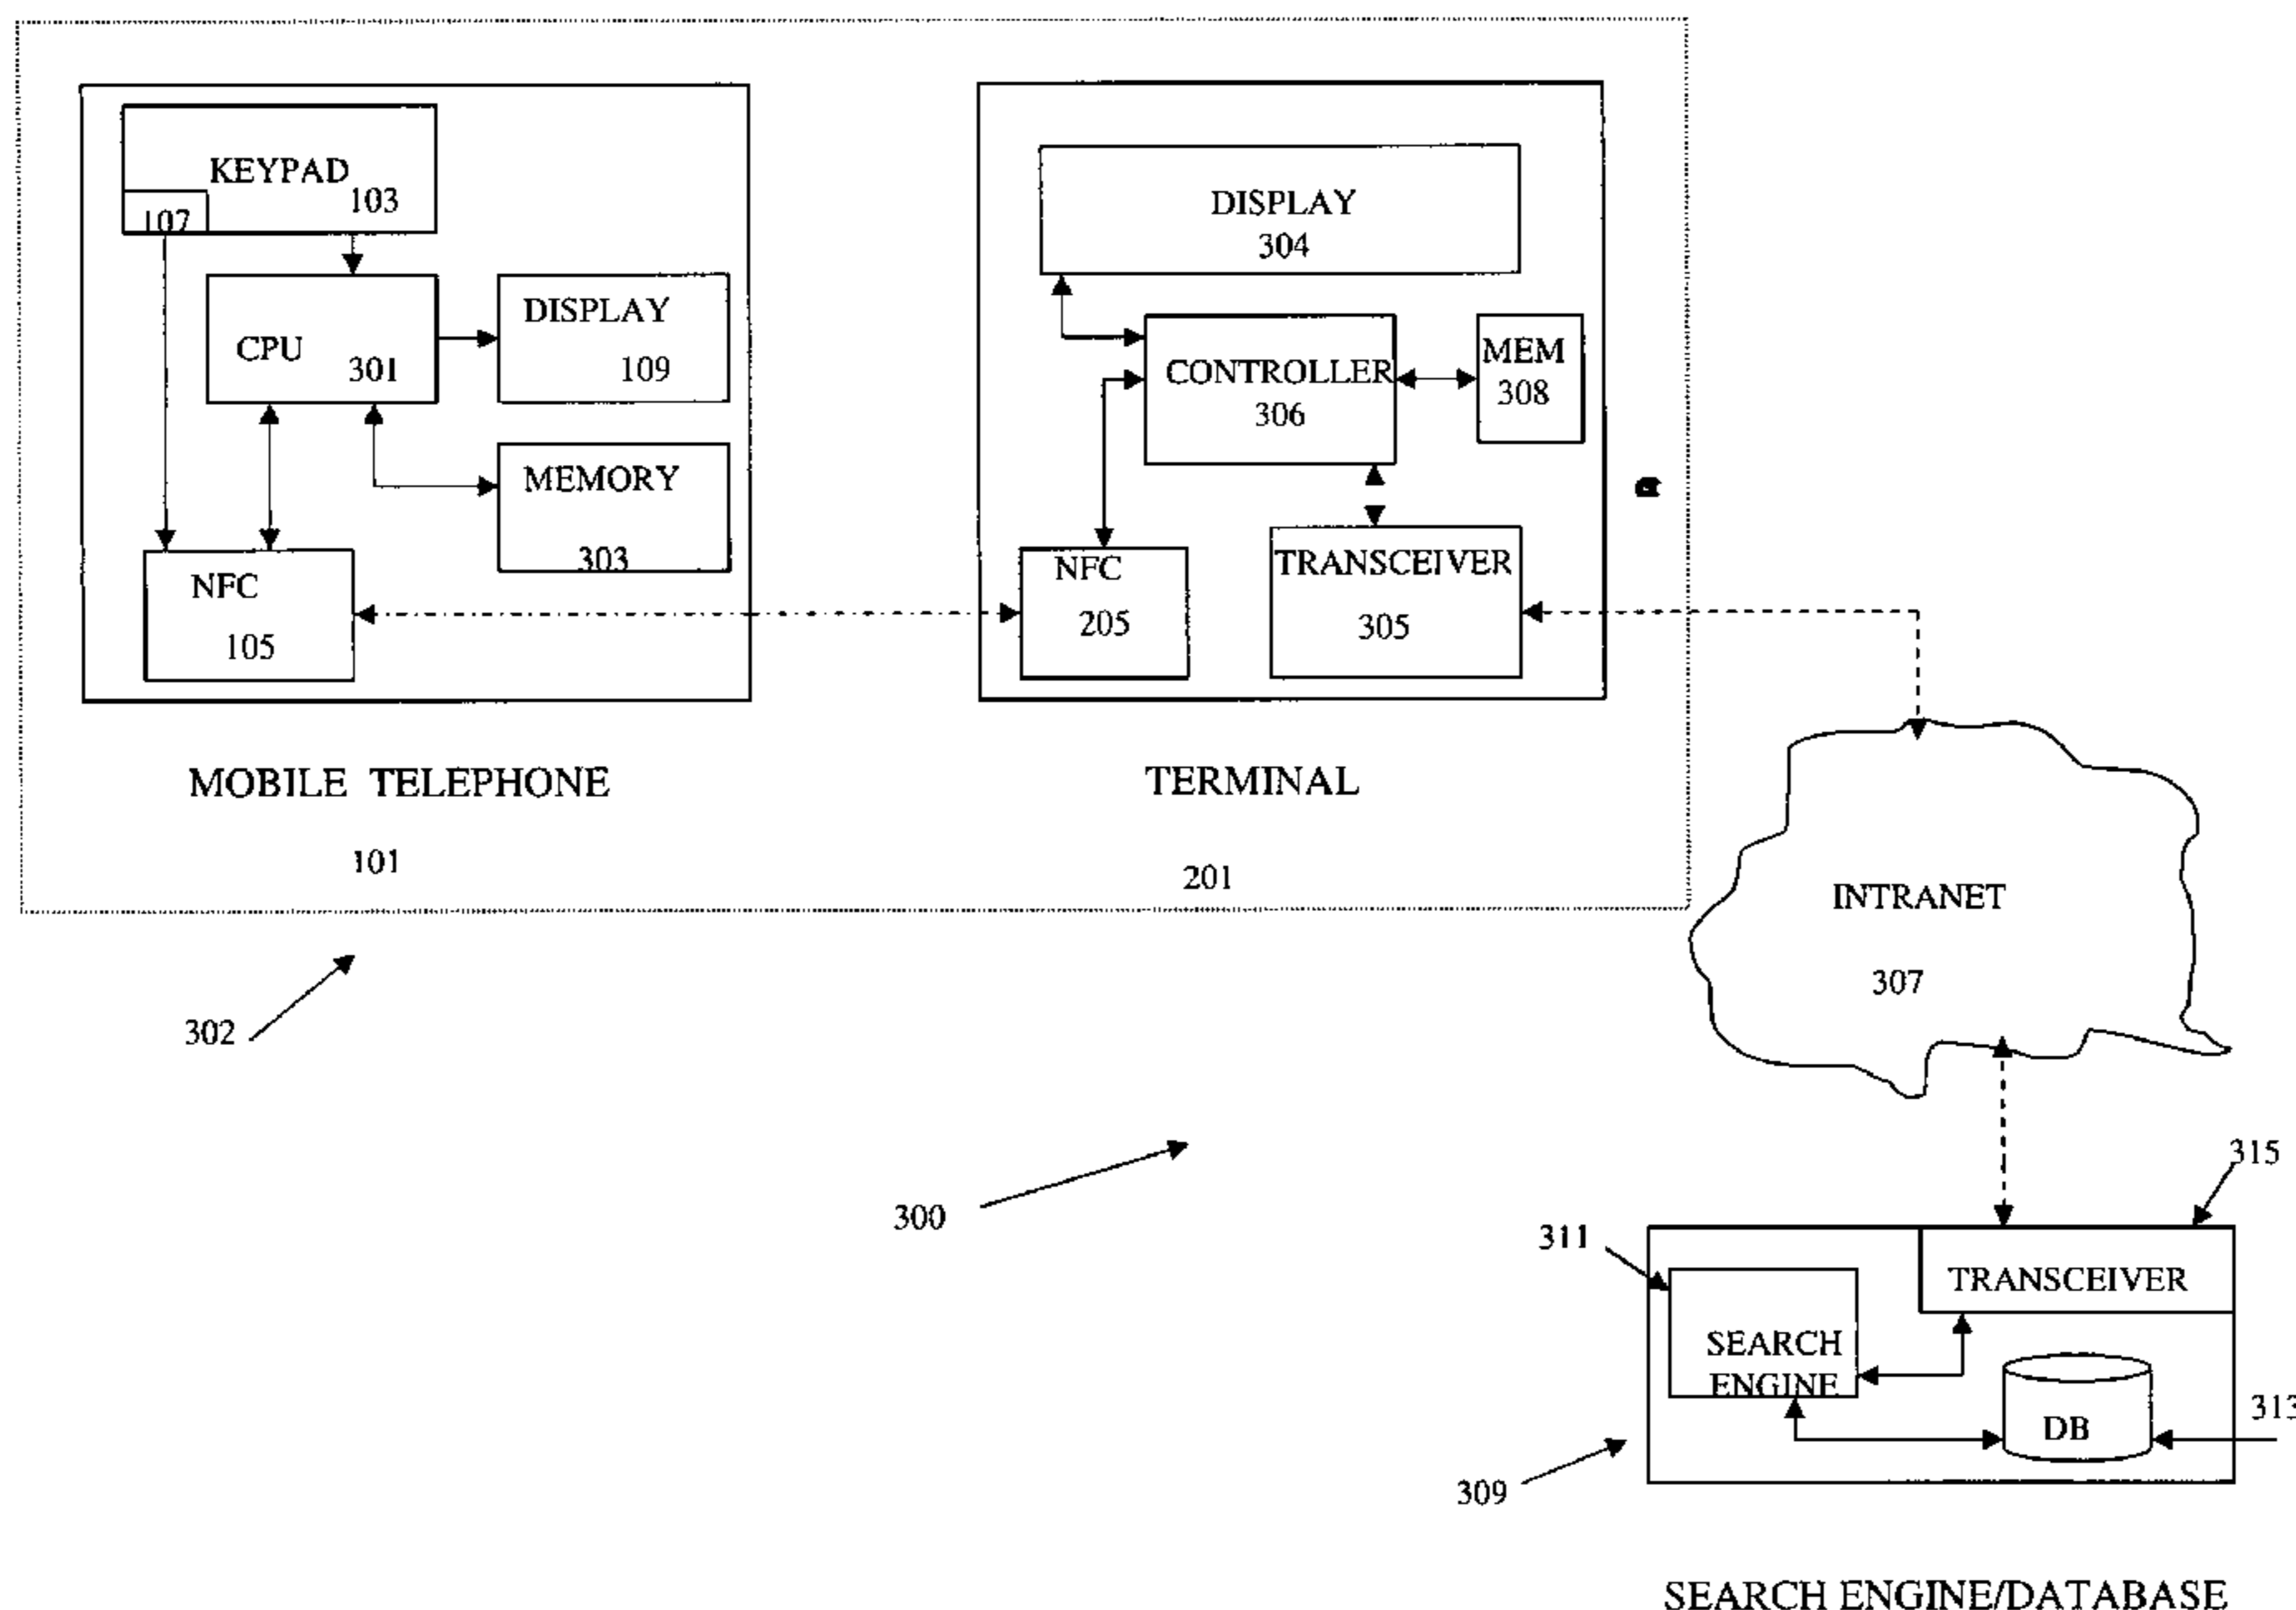 KEYPAD
103
107
CPU
301
DISPLAY
109
MEMORY
303
NFC
105
MOBILE TELEPHONE
101
DISPLAY
304
CONTROLLER
306
MEM
308
NFC
205
TRANSCEIVER
305
TERMINAL
201
302
INTRANET
307
300
315
311
TRANSCEIVER
SEARCH
ENGINE
DB
313
309
SEARCH ENGINE/DATABASE